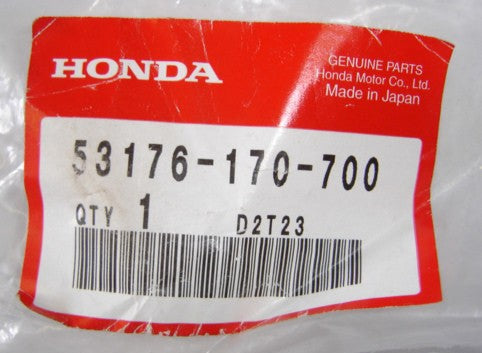 HONDA
GENUINE PARTS
Honda Motor Co., Ltd.
Made in Japan
53176-170-700
QTY 1 D2T23